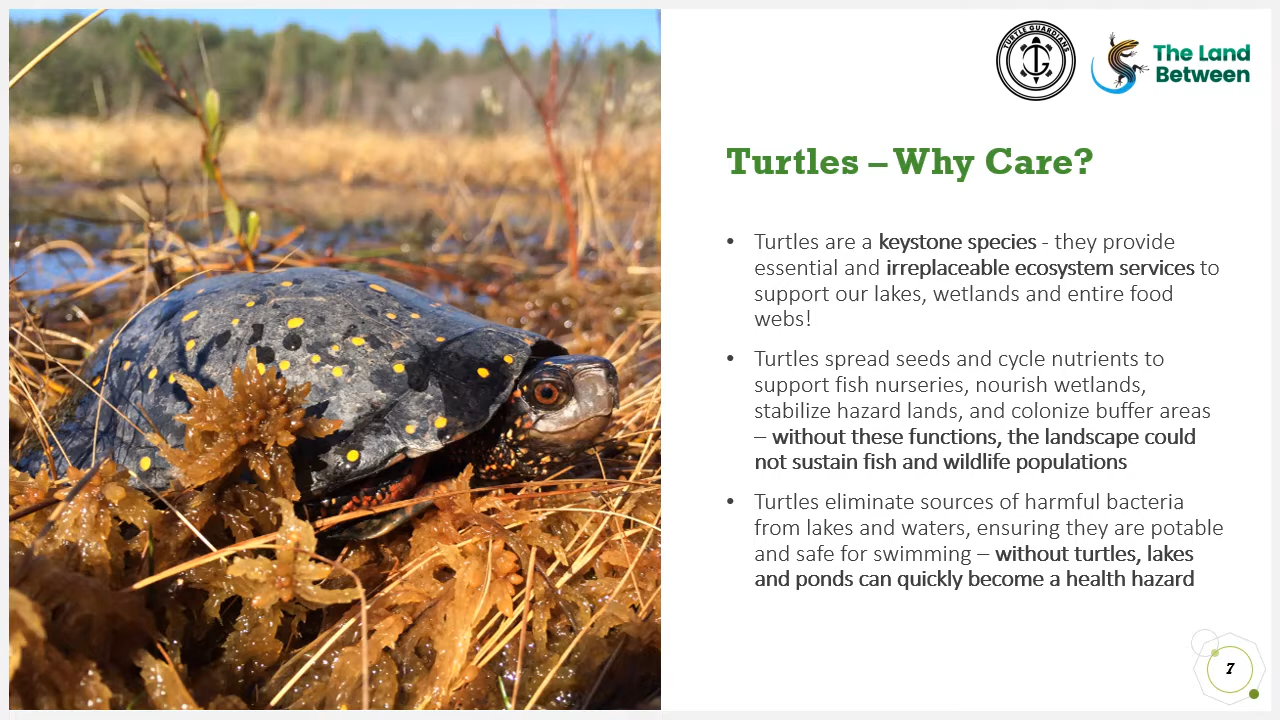 TURTLE GUARDIANS
The Land
Between
Turtles – Why Care?
• Turtles are a keystone species - they provide
essential and irreplaceable ecosystem services to
support our lakes, wetlands and entire food
webs!
• Turtles spread seeds and cycle nutrients to
support fish nurseries, nourish wetlands,
stabilize hazard lands, and colonize buffer areas
– without these functions, the landscape could
not sustain fish and wildlife populations
• Turtles eliminate sources of harmful bacteria
from lakes and waters, ensuring they are potable
and safe for swimming – without turtles, lakes
and ponds can quickly become a health hazard
7